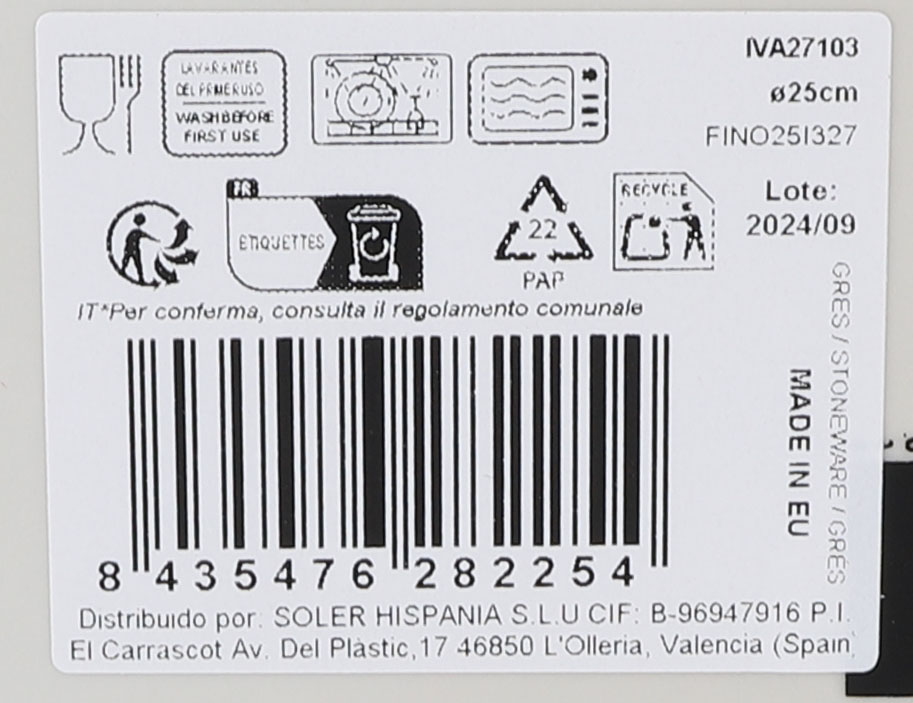 LAVAR ANTES
DEL PRIMER USO
WASH BEFORE
FIRST USE
IVA27103
ø25cm
FINO25I327
Lote:
2024/09
FR
ETIQUETTES
22
PAP
RECYCLE
IT*Per conferma, consulta il regolamento comunale
GRES / STONEWARE / GRÈS
MADE IN EU
8 435476 282254
Distribuido por: SOLER HISPANIA S.L.U CIF: B-96947916 P.I.
El Carrascot Av. Del Plàstic,17 46850 L'Olleria, Valencia (Spain)